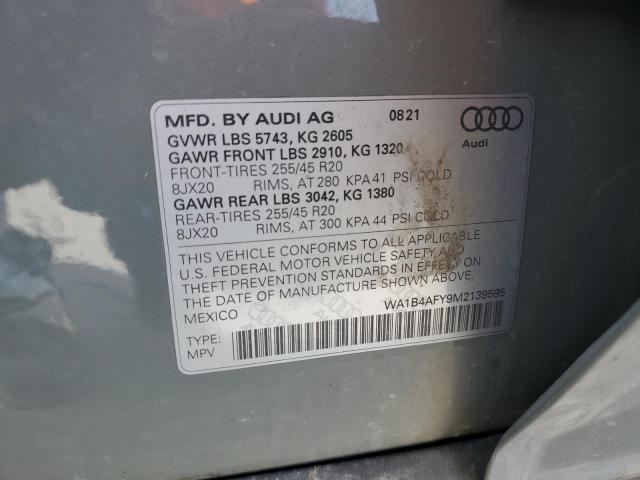 MFD. BY AUDI AG 0821
GVWR LBS 5743, KG 2605
GAWR FRONT LBS 2910, KG 1320
FRONT-TIRES 255/45 R20
8JX20 RIMS, AT 280 KPA 41 PSI COLD
GAWR REAR LBS 3042, KG 1380
REAR-TIRES 255/45 R20
8JX20 RIMS, AT 300 KPA 44 PSI COLD
Audi
THIS VEHICLE CONFORMS TO ALL APPLICABLE
U.S. FEDERAL MOTOR VEHICLE SAFETY AND
THEFT PREVENTION STANDARDS IN EFFECT ON
THE DATE OF MANUFACTURE SHOWN ABOVE.
MEXICO
WA1B4AFY9M2139595
TYPE:
MPV